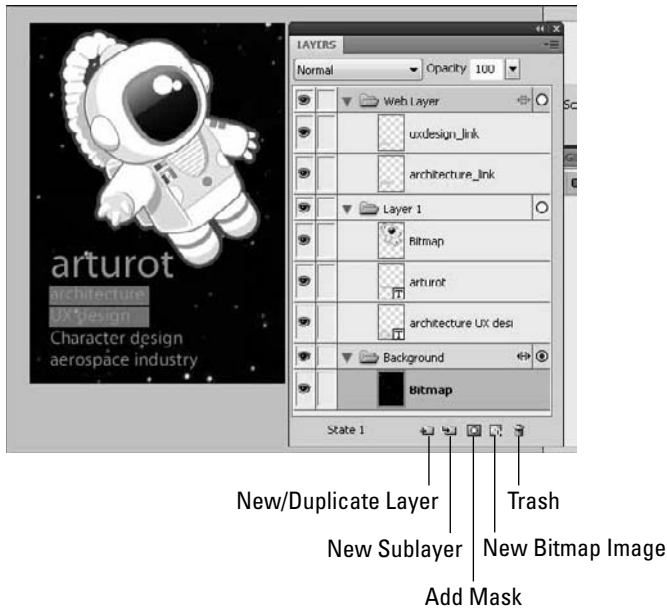 LAYERS
Normal
Opacity 100
Web Layer
uxdesign_link
architecture_link
Layer 1
Bitmap
arturot
T
architecture UX desi
T
Background
Bitmap
State 1
arturot
architecture
UX design
Character design
aerospace industry
New/Duplicate Layer
Trash
New Sublayer
New Bitmap Image
Add Mask